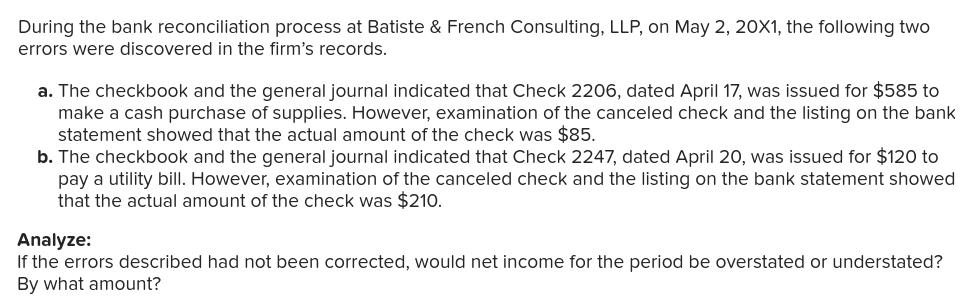 During the bank reconciliation process at Batiste & French Consulting, LLP, on May 2, 20X1, the following two
errors were discovered in the firm’s records.
a. The checkbook and the general journal indicated that Check 2206, dated April 17, was issued for $585 to
make a cash purchase of supplies. However, examination of the canceled check and the listing on the bank
statement showed that the actual amount of the check was $85.
b. The checkbook and the general journal indicated that Check 2247, dated April 20, was issued for $120 to
pay a utility bill. However, examination of the canceled check and the listing on the bank statement showed
that the actual amount of the check was $210.
Analyze:
If the errors described had not been corrected, would net income for the period be overstated or understated?
By what amount?